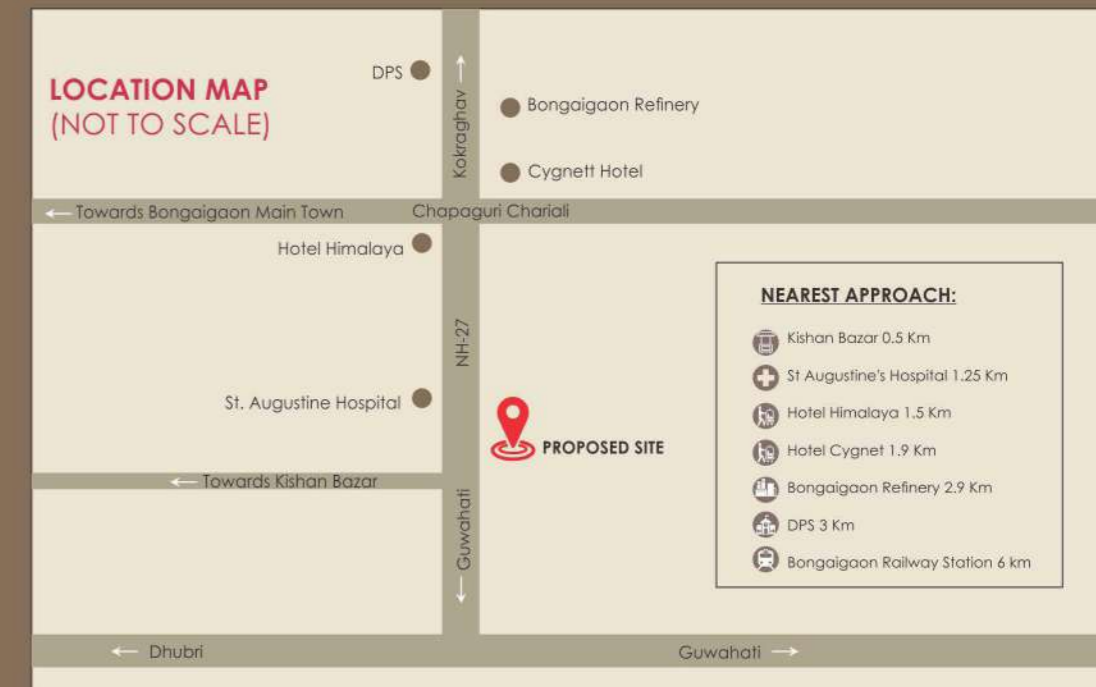 LOCATION MAP
(NOT TO SCALE)
DPS
Kokraghav
Bongaigaon Refinery
Cygnett Hotel
Towards Bongaigaon Main Town
Chapaguri Chariali
Hotel Himalaya
NH-27
St. Augustine Hospital
PROPOSED SITE
Towards Kishan Bazar
Guwahati
Dhubri
Guwahati
NEAREST APPROACH:
Kishan Bazar 0.5 Km
St Augustine's Hospital 1.25 Km
Hotel Himalaya 1.5 Km
Hotel Cygnet 1.9 Km
Bongaigaon Refinery 2.9 Km
DPS 3 Km
Bongaigaon Railway Station 6 km